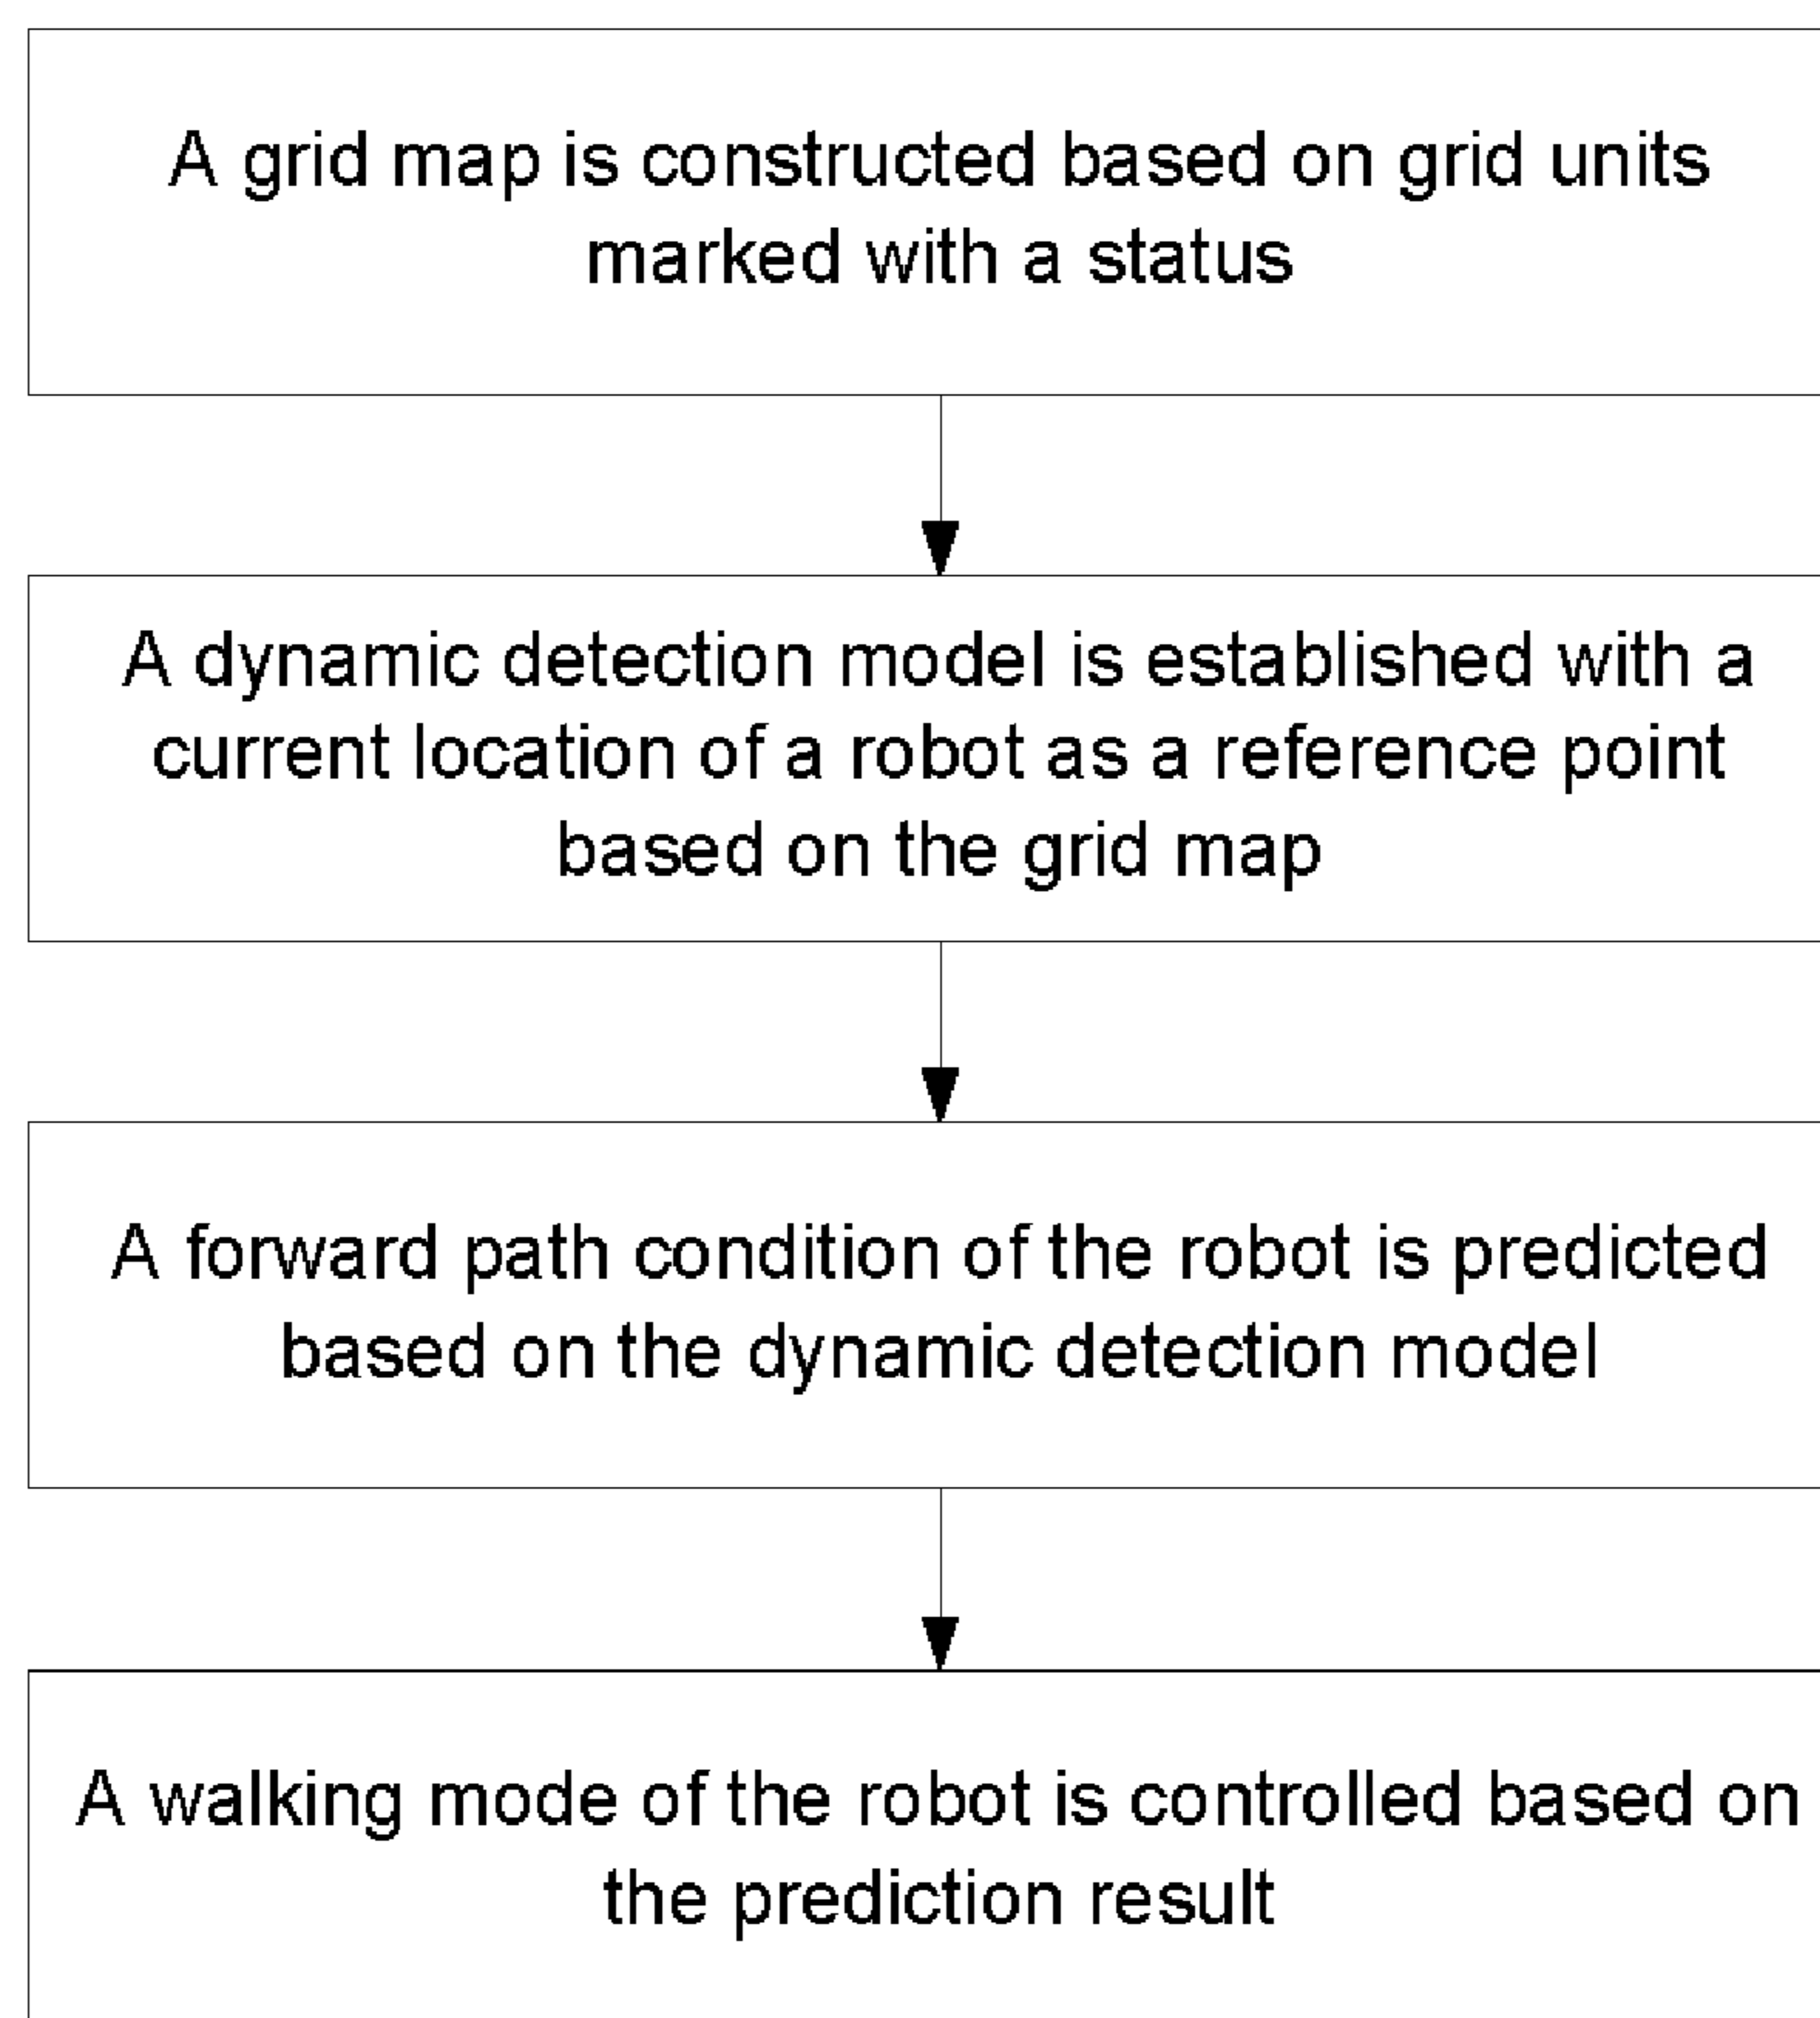 A grid map is constructed based on grid units
marked with a status
A dynamic detection model is established with a
current location of a robot as a reference point
based on the grid map
A forward path condition of the robot is predicted
based on the dynamic detection model
A walking mode of the robot is controlled based on
the prediction result